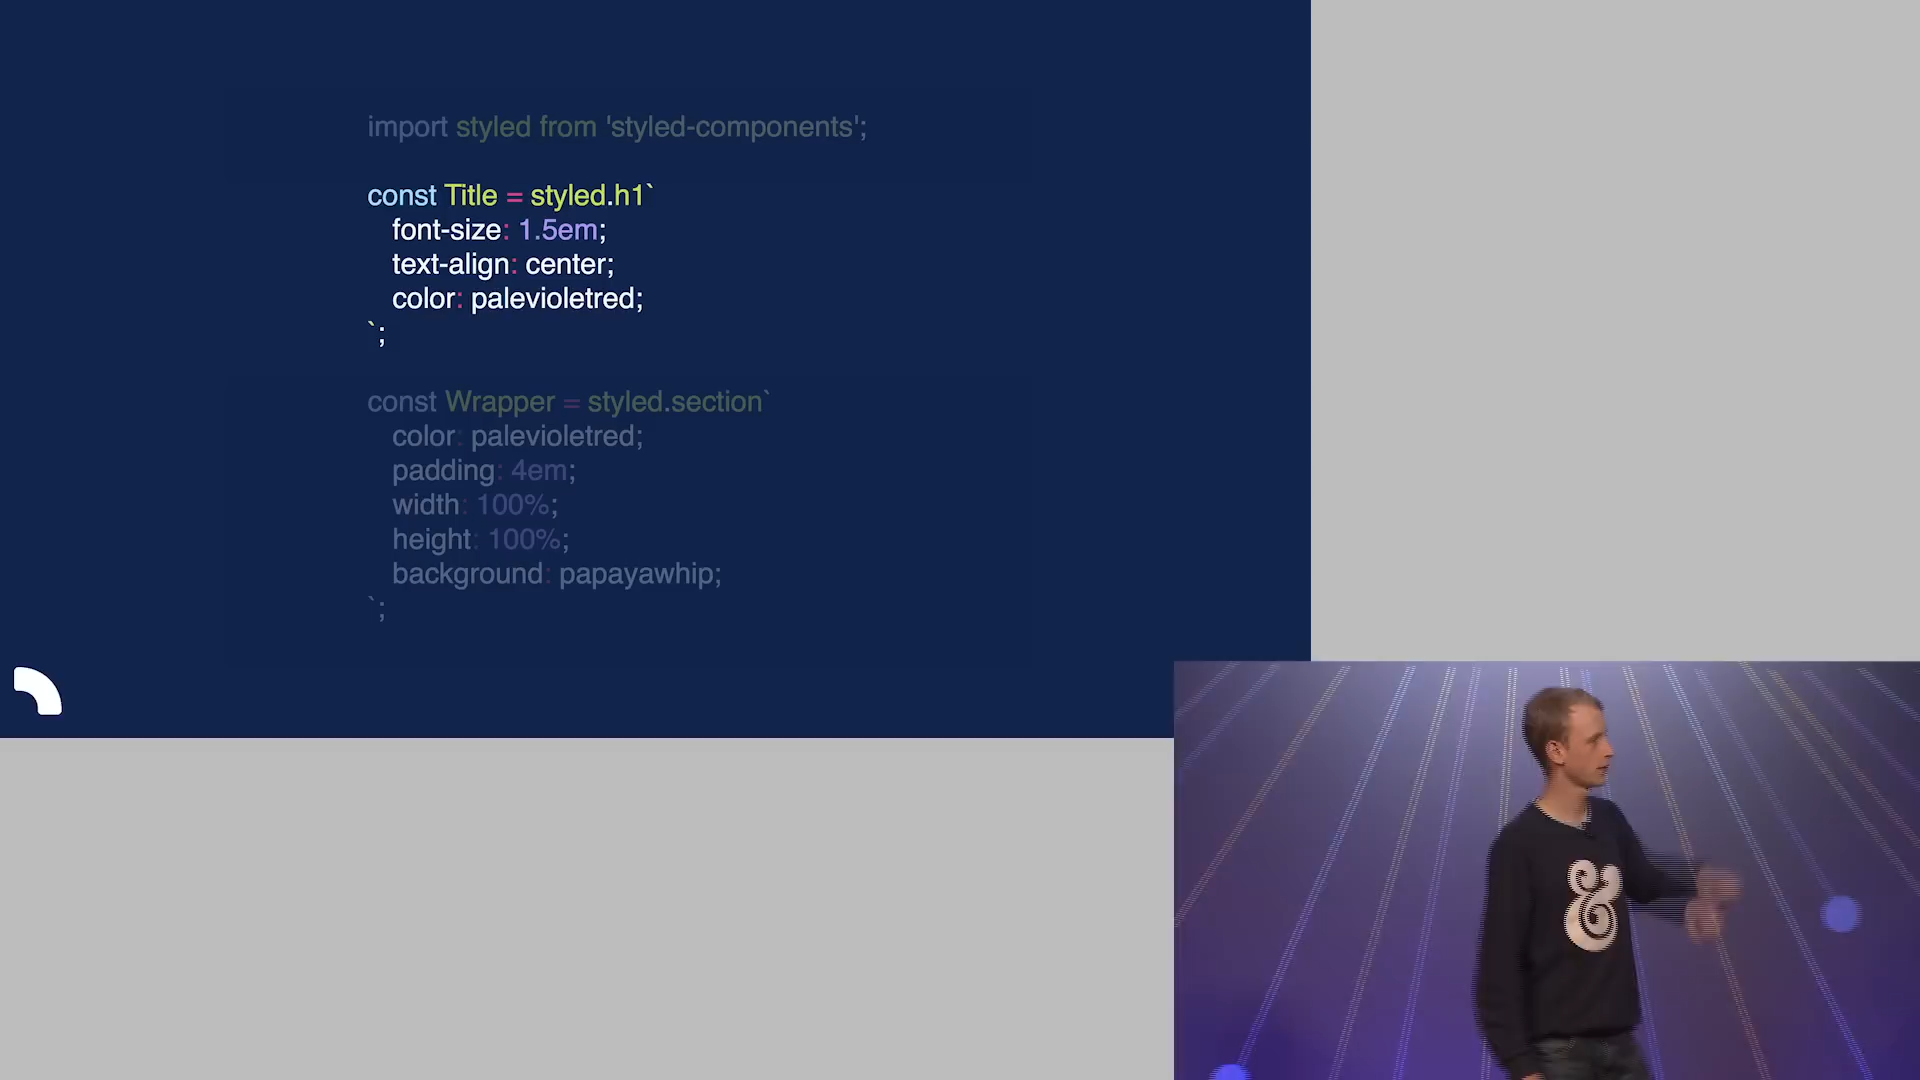 import styled from 'styled-components';
const Title = styled.h1`
font-size: 1.5em;
text-align: center;
color: palevioletred;
`;
const Wrapper = styled.section`
color: palevioletred;
padding: 4em;
width: 100%;
height: 100%;
background: papayawhip;
`;
&